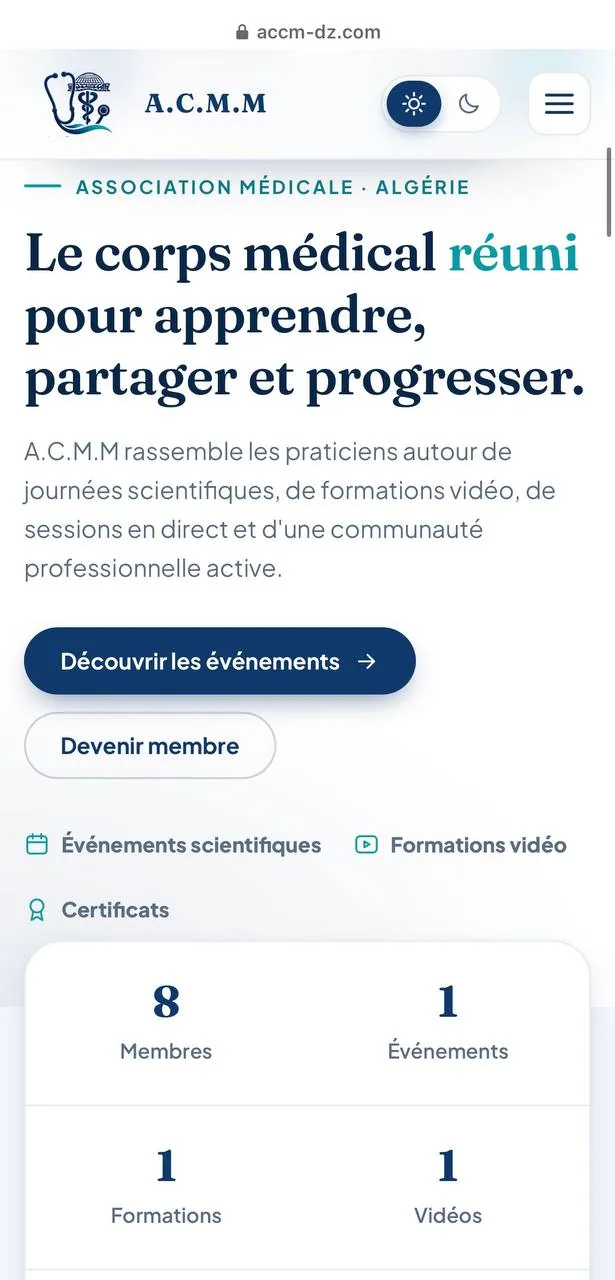 accm-dz.com
A.C.M.M
ASSOCIATION MÉDICALE · ALGÉRIE
Le corps médical réuni
pour apprendre,
partager et progresser.
A.C.M.M rassemble les praticiens autour de
journées scientifiques, de formations vidéo, de
sessions en direct et d'une communauté
professionnelle active.
Découvrir les événements →
Devenir membre
Événements scientifiques Formations vidéo
Certificats
8 1
Membres Événements
1 1
Formations Vidéos